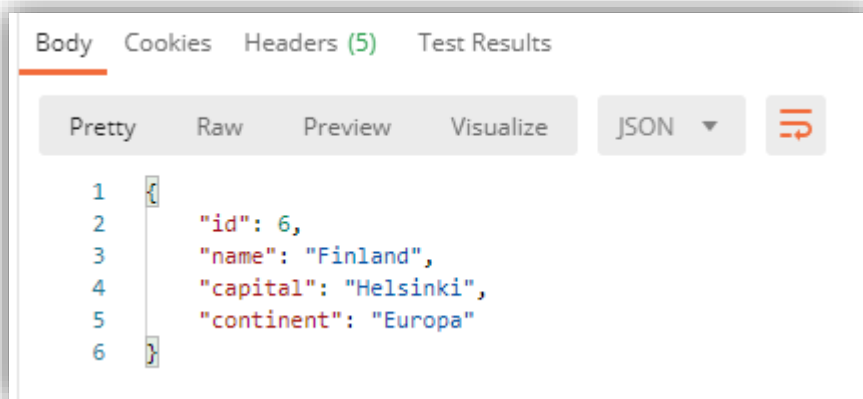 Body Cookies Headers (5) Test Results
Pretty Raw Preview Visualize JSON
1 {
2 "id": 6,
3 "name": "Finland",
4 "capital": "Helsinki",
5 "continent": "Europa"
6 }